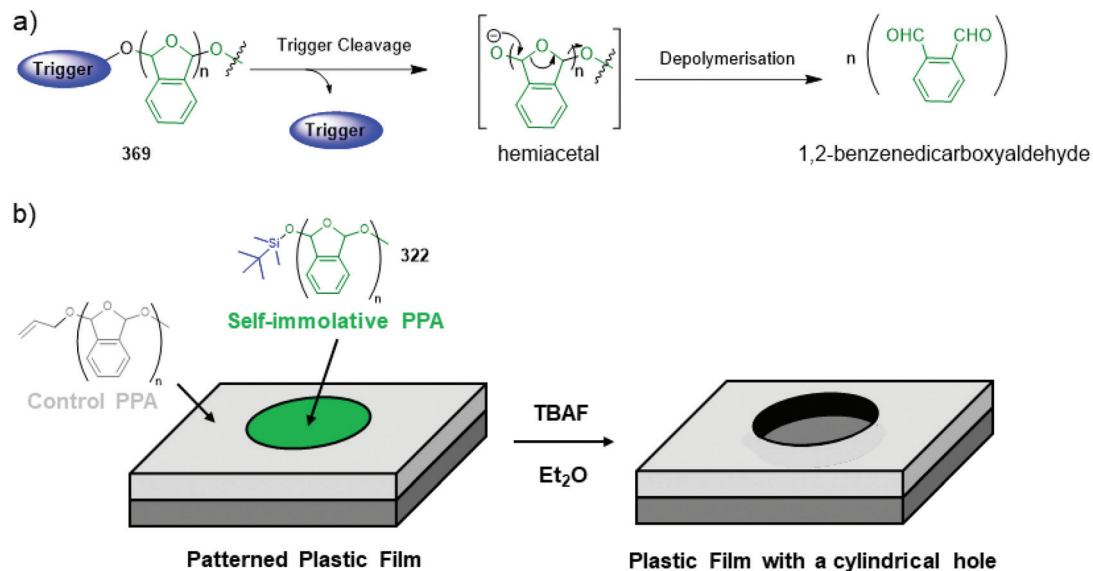 a)
Trigger
O
O
O
n
369
Trigger Cleavage
Trigger
⊖
O
O
O
n
hemiacetal
Depolymerisation
n
OHC
CHO
1,2-benzenedicarboxyaldehyde
b)
Si
O
O
O
n
322
Self-immolative PPA
O
O
O
n
Control PPA
TBAF
Et2O
Patterned Plastic Film
Plastic Film with a cylindrical hole